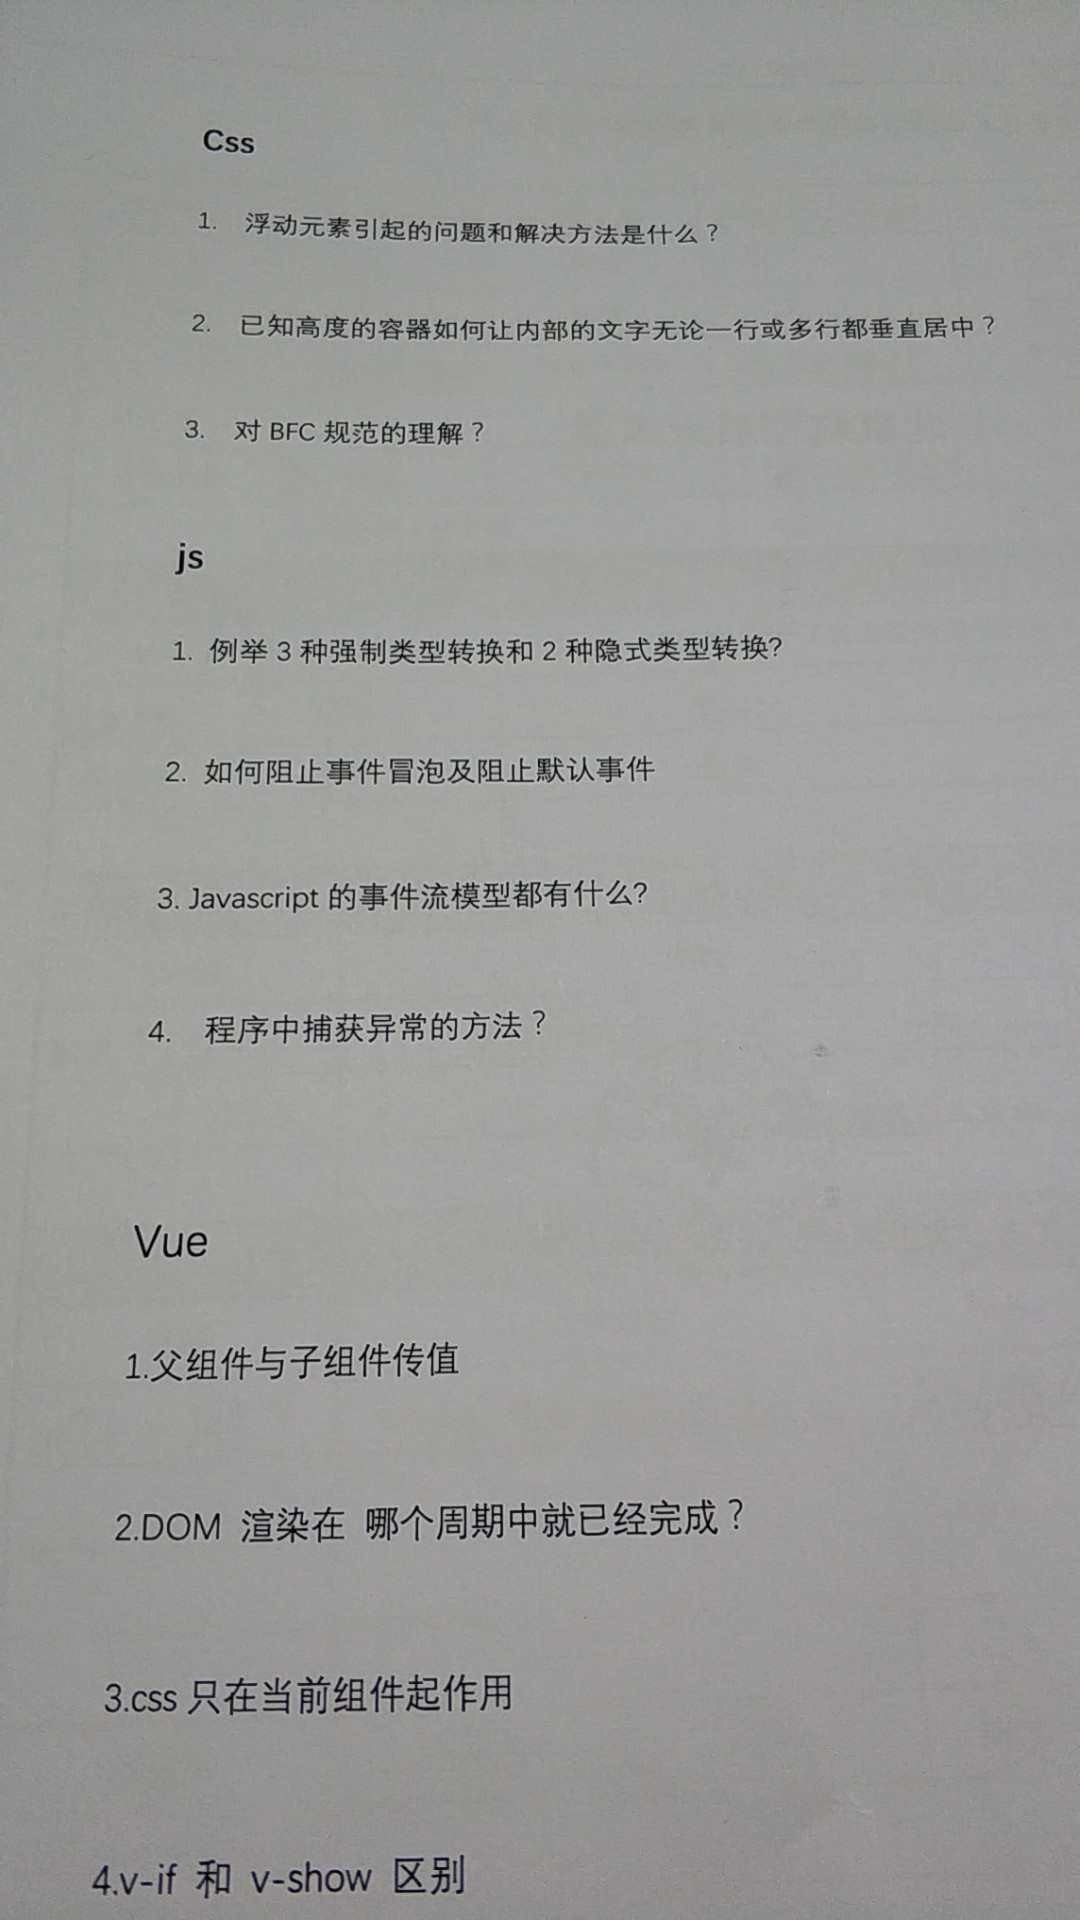 Css
1. 浮动元素引起的问题和解决方法是什么？
2. 已知高度的容器如何让内部的文字无论一行或多行都垂直居中？
3. 对 BFC 规范的理解？
js
1. 例举 3 种强制类型转换和 2 种隐式类型转换?
2. 如何阻止事件冒泡及阻止默认事件
3. Javascript 的事件流模型都有什么?
4. 程序中捕获异常的方法？
Vue
1.父组件与子组件传值
2.DOM 渲染在 哪个周期中就已经完成？
3.css 只在当前组件起作用
4.v-if 和 v-show 区别